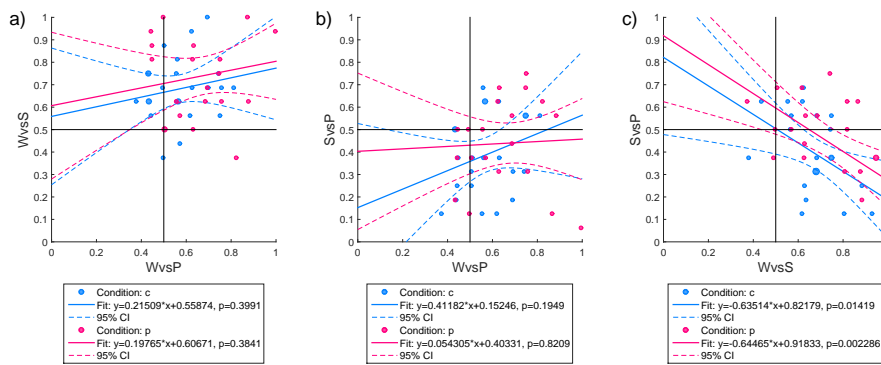 a)
1
0.9
0.8
0.7
0.6
0.5
0.4
0.3
0.2
0.1
0
WvsS
0 0.2 0.4 0.6 0.8 1
WvsP
Condition: c
Fit: y=0.21509*x+0.55874, p=0.3991
95% CI
Condition: p
Fit: y=0.19765*x+0.60671, p=0.3841
95% CI
b)
1
0.9
0.8
0.7
0.6
0.5
0.4
0.3
0.2
0.1
0
SvsP
0 0.2 0.4 0.6 0.8 1
WvsP
Condition: c
Fit: y=0.41182*x+0.15246, p=0.1949
95% CI
Condition: p
Fit: y=0.054305*x+0.40331, p=0.8209
95% CI
c)
1
0.9
0.8
0.7
0.6
0.5
0.4
0.3
0.2
0.1
0
SvsP
0 0.2 0.4 0.6 0.8
WvsS
Condition: c
Fit: y=-0.63514*x+0.82179, p=0.01419
95% CI
Condition: p
Fit: y=-0.64465*x+0.91833, p=0.002286
95% CI